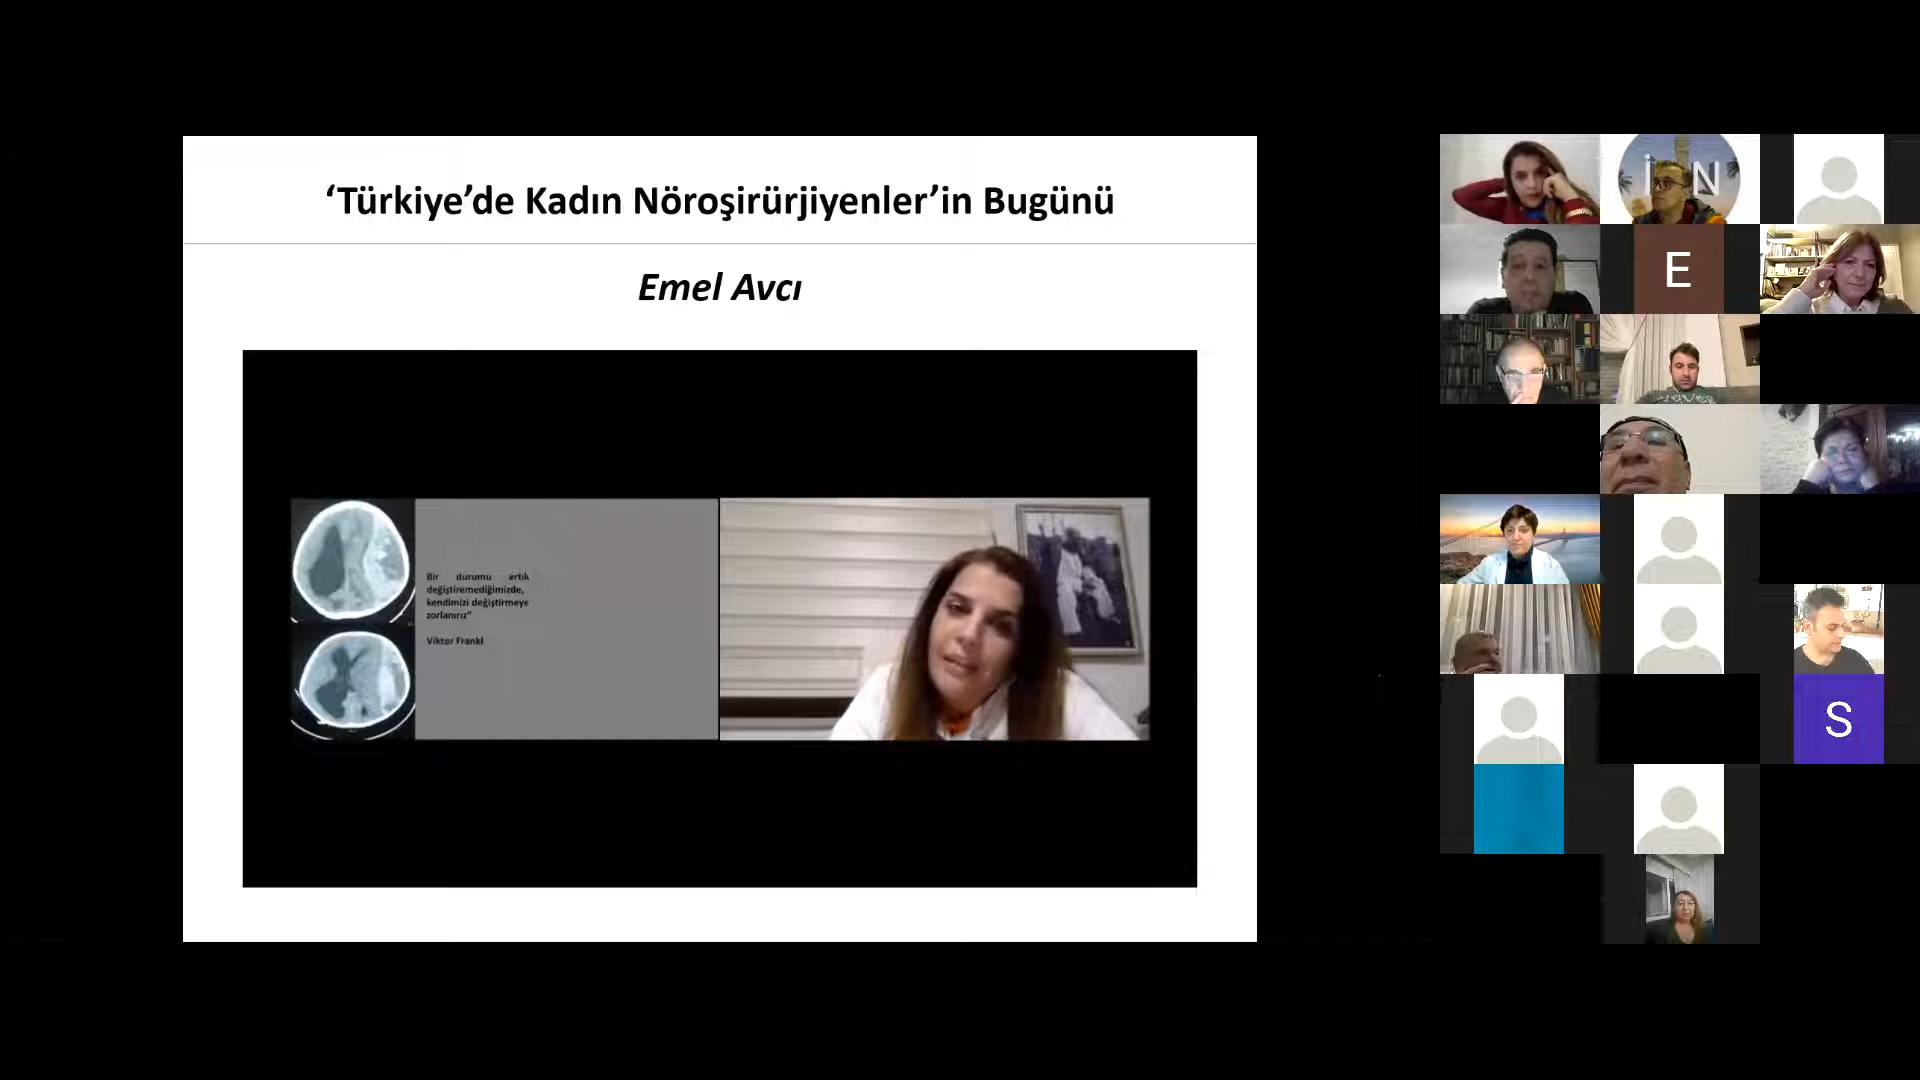 ‘Türkiye’de Kadın Nöroşirürjiyenler’in Bugünü
Emel Avcı
Bir durumu artık
değiştiremediğimizde,
kendimizi değiştirmeye
zorlanırız”
Viktor Frankl
İ N
E
S